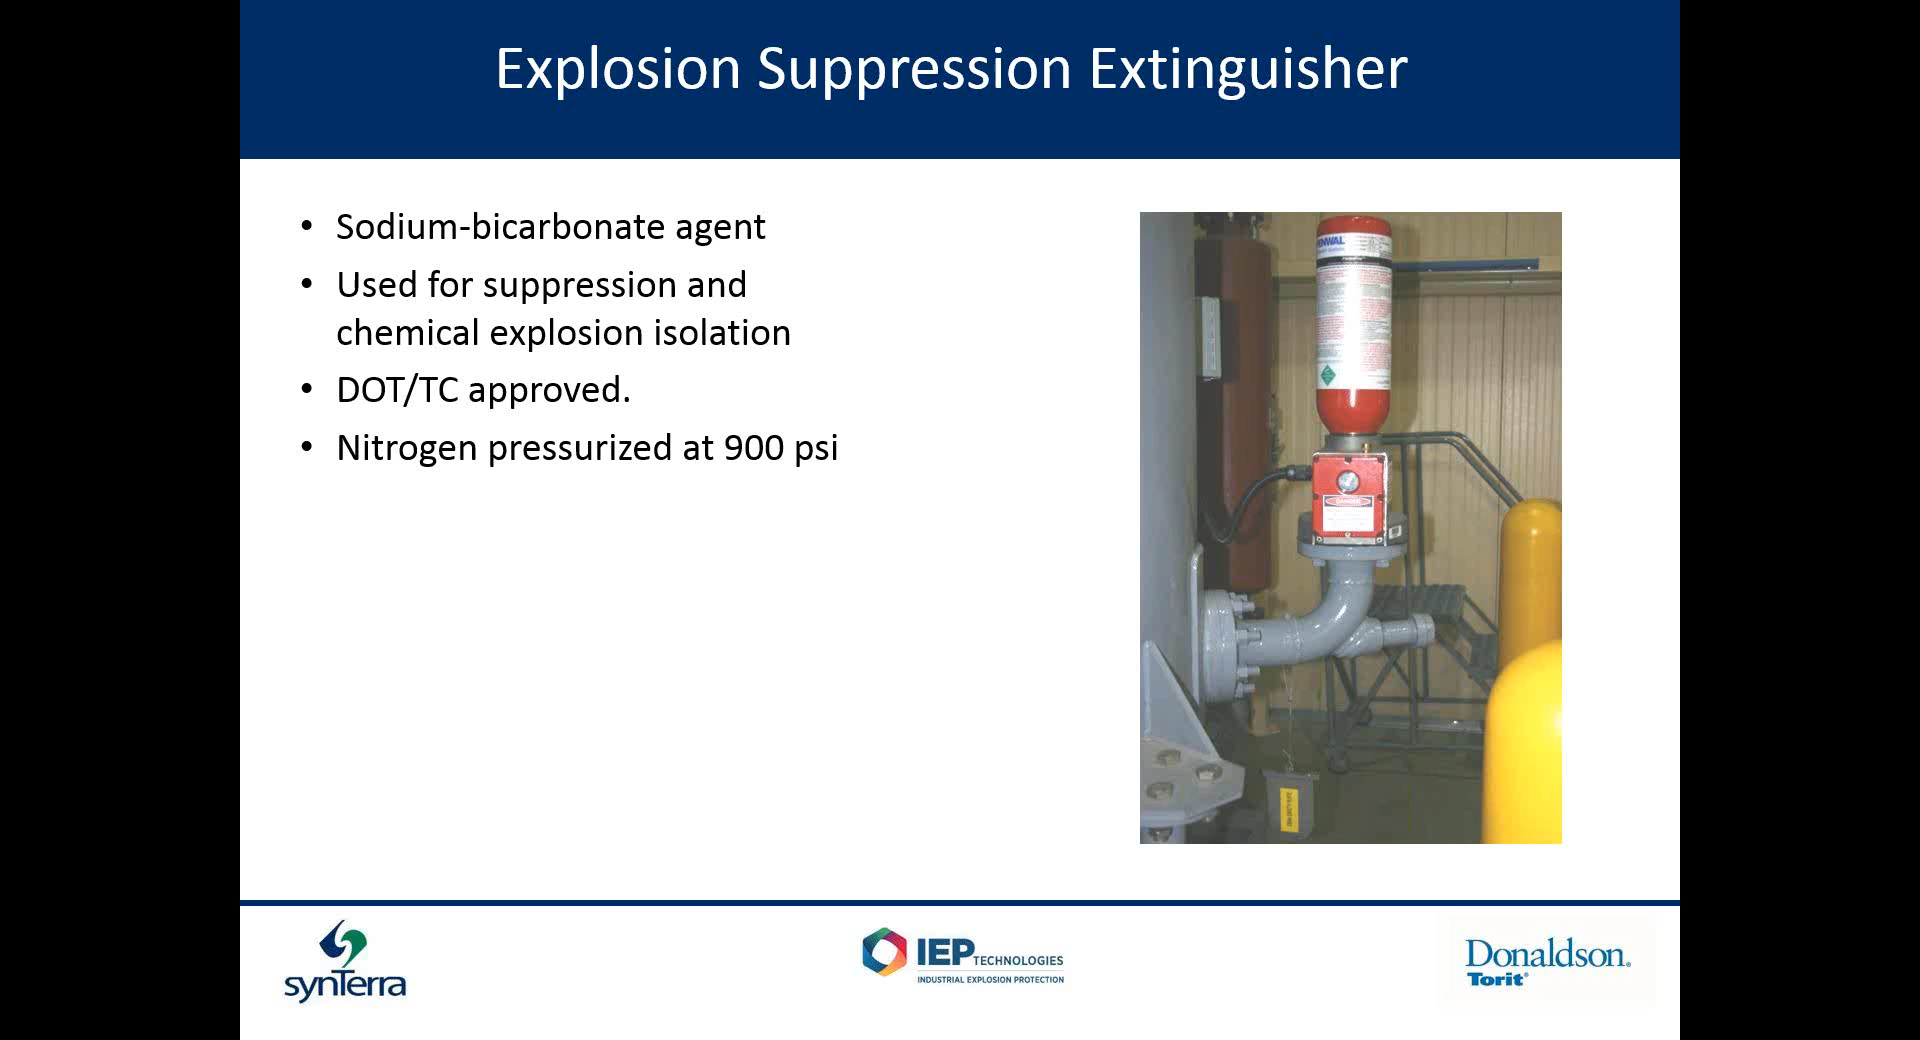 Explosion Suppression Extinguisher
• Sodium-bicarbonate agent
• Used for suppression and
chemical explosion isolation
• DOT/TC approved.
• Nitrogen pressurized at 900 psi
DANGER
synTerra
IEP TECHNOLOGIES
INDUSTRIAL EXPLOSION PROTECTION
Donaldson®
Torit®